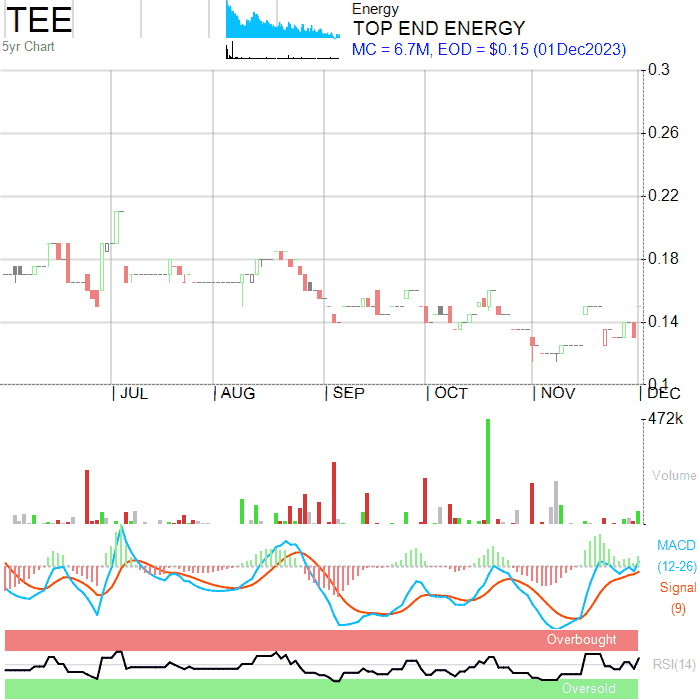 TEE
Energy
TOP END ENERGY
5yr Chart
MC = 6.7M, EOD = $0.15 (01Dec2023)
0.3
0.26
0.22
0.18
0.14
0.1
JUL
AUG
SEP
OCT
NOV
DEC
472k
Volume
MACD
(12-26)
Signal
(9)
Overbought
RSI(14)
Oversold